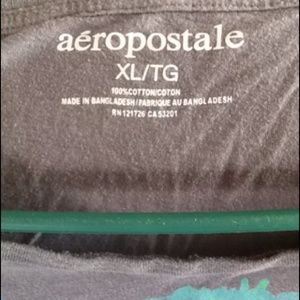 aéropostale
XL/TG
100%COTTON/COTON
MADE IN BANGLADESH/FABRIQUE AU BANGLADESH
RN 121726 CA 53201